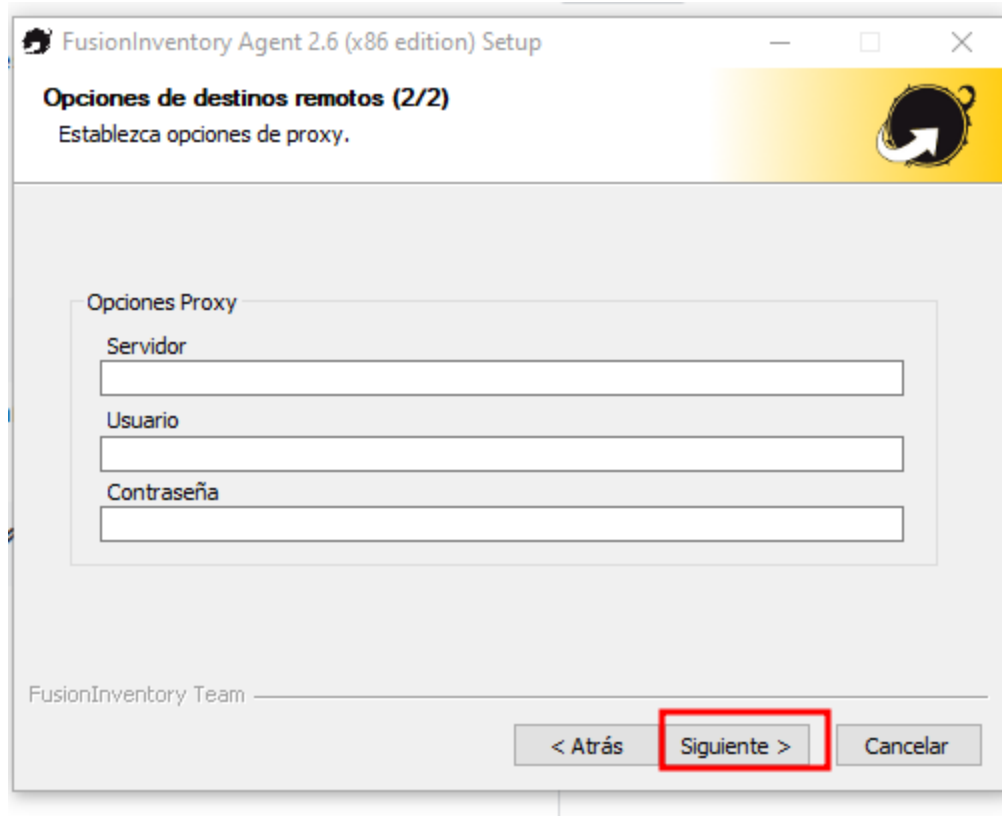 FusionInventory Agent 2.6 (x86 edition) Setup
Opciones de destinos remotos (2/2)
Establezca opciones de proxy.
Opciones Proxy
Servidor
Usuario
Contraseña
FusionInventory Team
< Atrás Siguiente > Cancelar